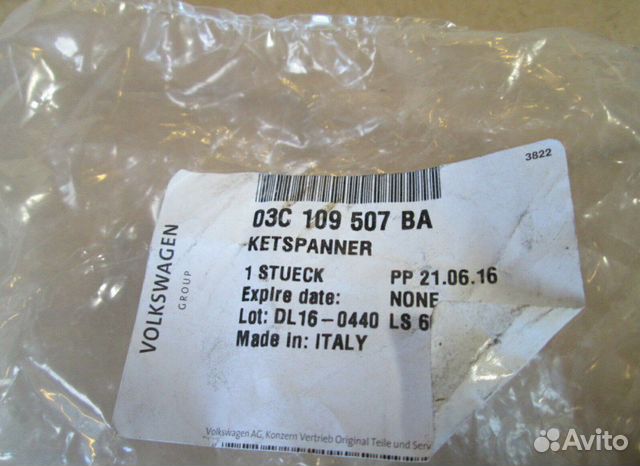 3822
03C 109 507 BA
KETSPANNER
1 STUECK PP 21.06.16
Expire date: NONE
Lot: DL16-0440 LS
Made in: ITALY
VOLKSWAGEN
GROUP
Volkswagen AG, Konzern Vertrieb Original Teile und
Avito